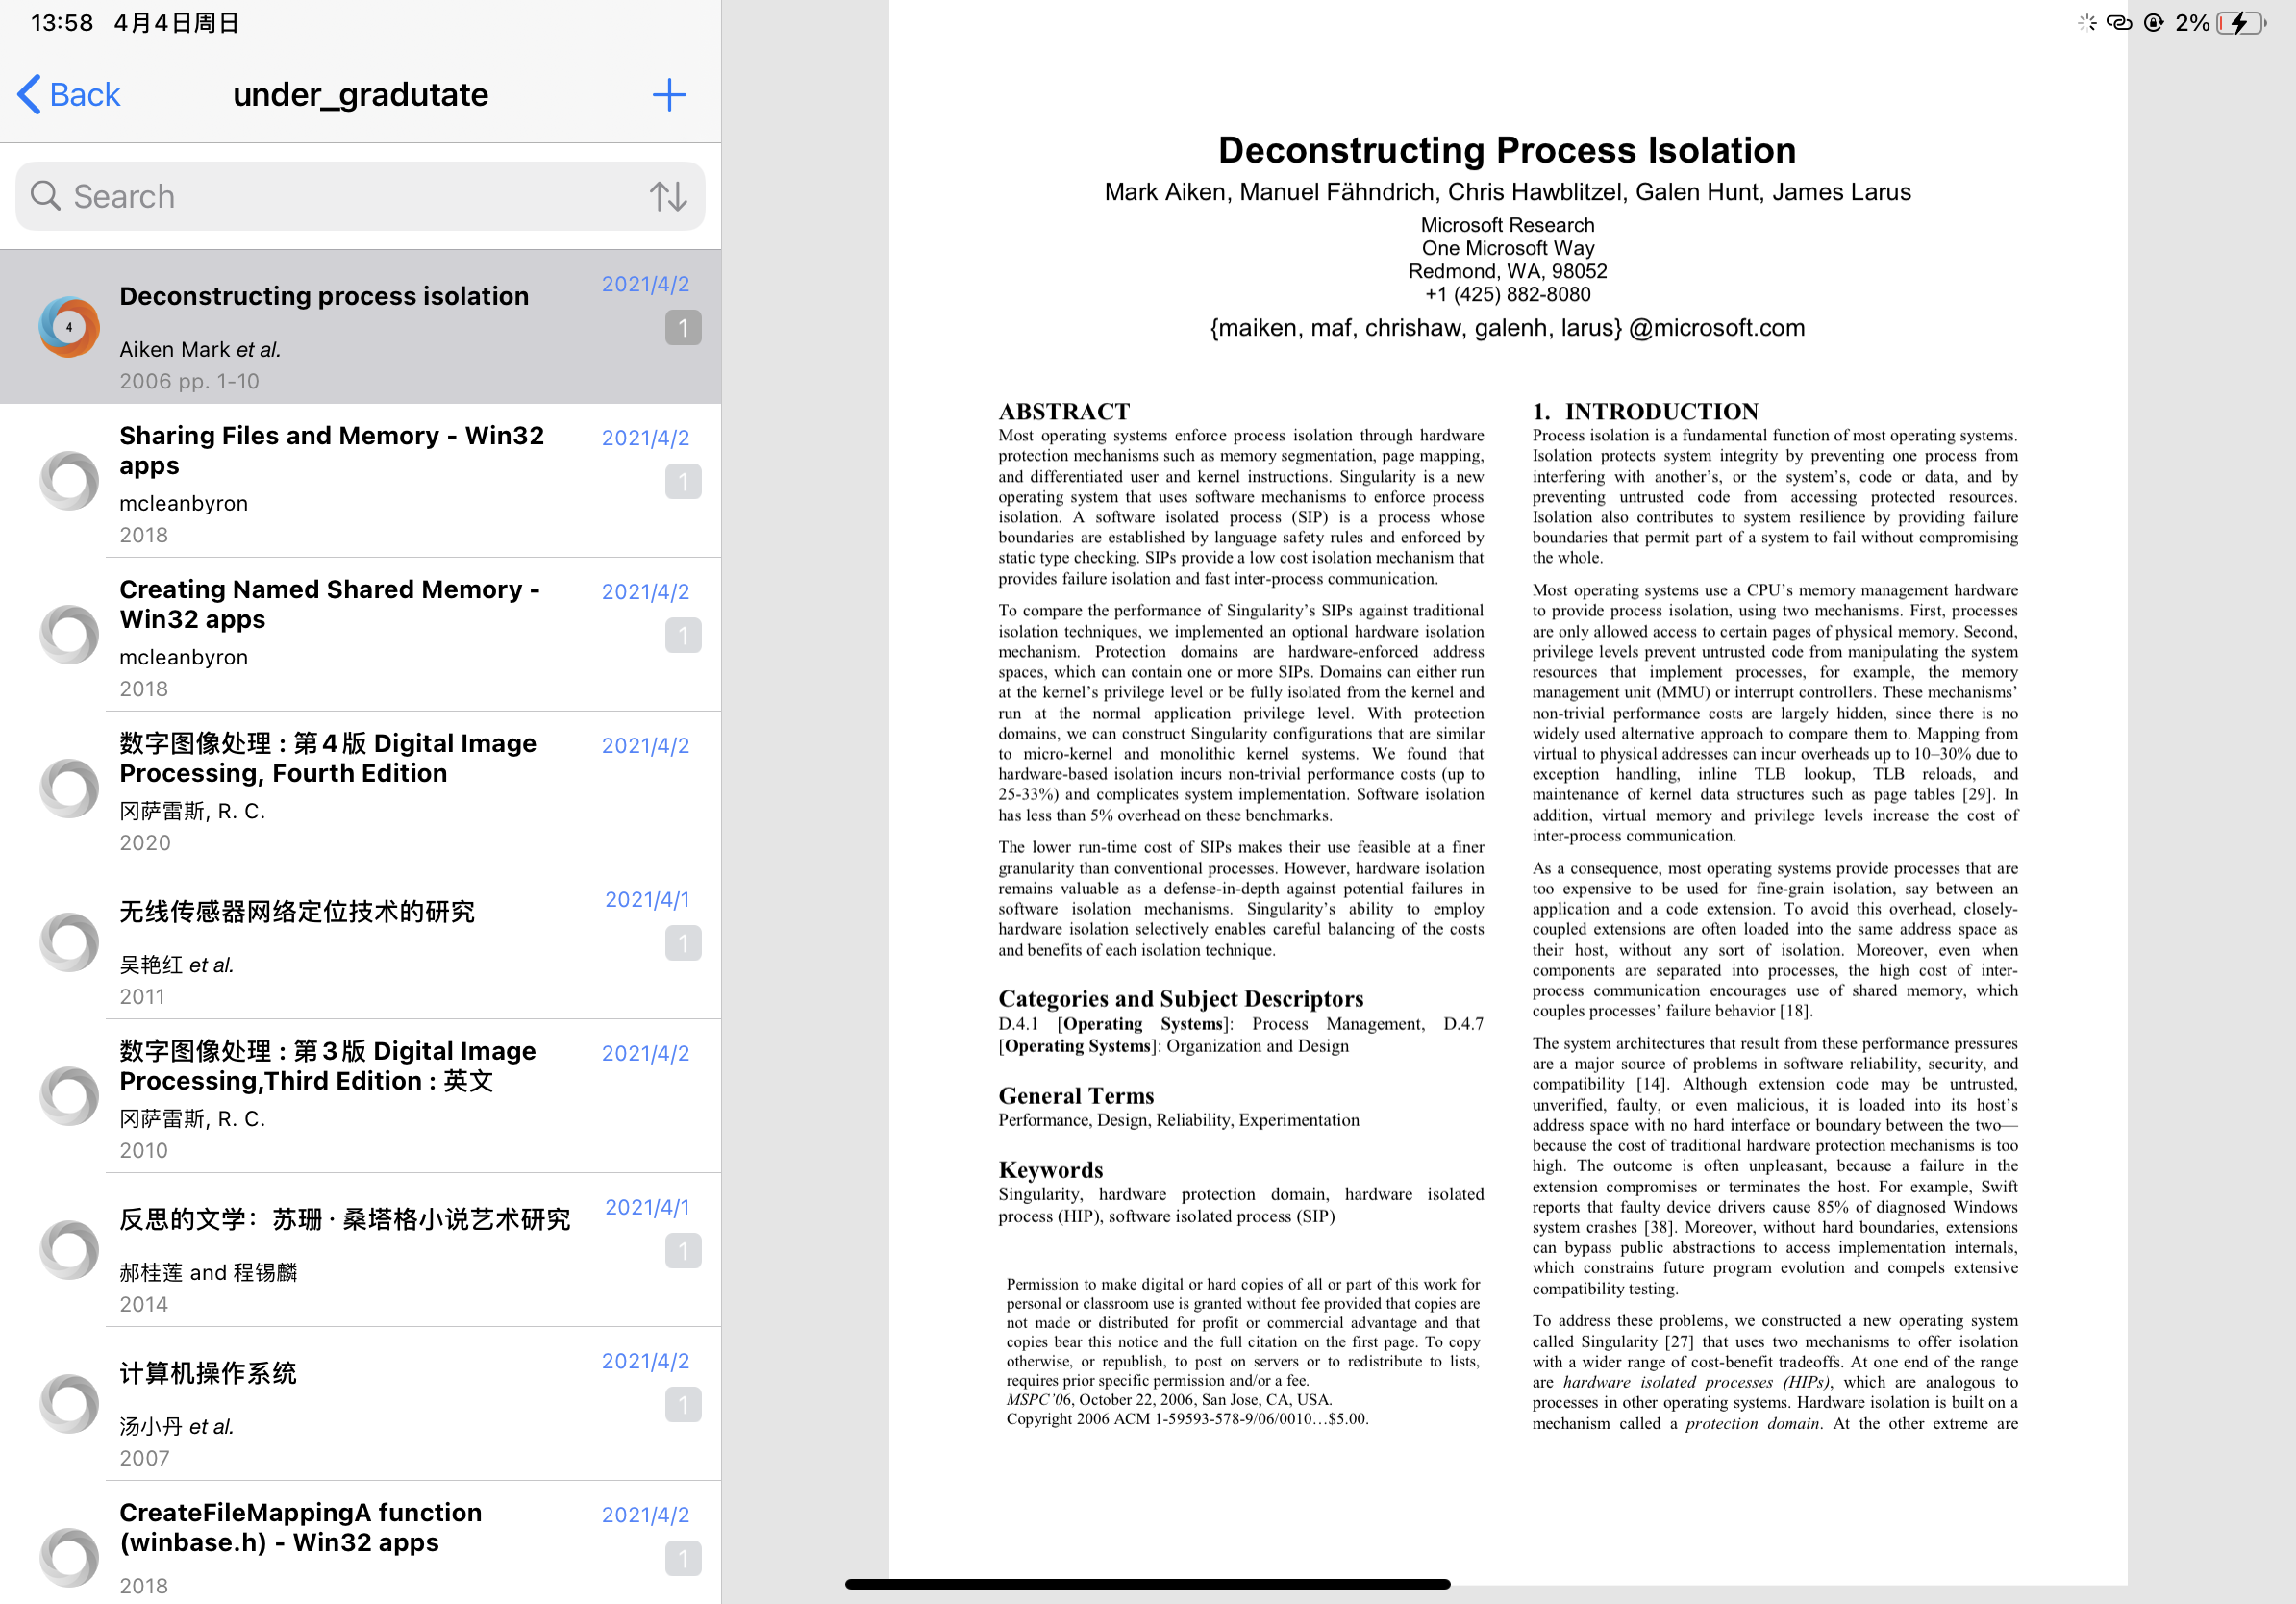 13:58 4月4日周日
2%
Back
under_gradutate
Search
Deconstructing process isolation
2021/4/2
4
1
Aiken Mark et al.
2006 pp. 1-10
Sharing Files and Memory - Win32
apps
2021/4/2
1
mcleanbyron
2018
Creating Named Shared Memory -
Win32 apps
2021/4/2
1
mcleanbyron
2018
数字图像处理 : 第4版 Digital Image
Processing, Fourth Edition
2021/4/2
冈萨雷斯, R. C.
2020
无线传感器网络定位技术的研究
2021/4/1
1
吴艳红 et al.
2011
数字图像处理 : 第3版 Digital Image
Processing,Third Edition : 英文
2021/4/2
冈萨雷斯, R. C.
2010
反思的文学：苏珊·桑塔格小说艺术研究
2021/4/1
1
郝桂莲 and 程锡麟
2014
计算机操作系统
2021/4/2
1
汤小丹 et al.
2007
CreateFileMappingA function
(winbase.h) - Win32 apps
2021/4/2
1
2018
Deconstructing Process Isolation
Mark Aiken, Manuel Fähndrich, Chris Hawblitzel, Galen Hunt, James Larus
Microsoft Research
One Microsoft Way
Redmond, WA, 98052
+1 (425) 882-8080
{maiken, maf, chrishaw, galenh, larus} @microsoft.com
ABSTRACT
Most operating systems enforce process isolation through hardware
protection mechanisms such as memory segmentation, page mapping,
and differentiated user and kernel instructions. Singularity is a new
operating system that uses software mechanisms to enforce process
isolation. A software isolated process (SIP) is a process whose
boundaries are established by language safety rules and enforced by
static type checking. SIPs provide a low cost isolation mechanism that
provides failure isolation and fast inter-process communication.
To compare the performance of Singularity’s SIPs against traditional
isolation techniques, we implemented an optional hardware isolation
mechanism. Protection domains are hardware-enforced address
spaces, which can contain one or more SIPs. Domains can either run
at the kernel’s privilege level or be fully isolated from the kernel and
run at the normal application privilege level. With protection
domains, we can construct Singularity configurations that are similar
to micro-kernel and monolithic kernel systems. We found that
hardware-based isolation incurs non-trivial performance costs (up to
25-33%) and complicates system implementation. Software isolation
has less than 5% overhead on these benchmarks.
The lower run-time cost of SIPs makes their use feasible at a finer
granularity than conventional processes. However, hardware isolation
remains valuable as a defense-in-depth against potential failures in
software isolation mechanisms. Singularity’s ability to employ
hardware isolation selectively enables careful balancing of the costs
and benefits of each isolation technique.
Categories and Subject Descriptors
D.4.1 [Operating Systems]: Process Management, D.4.7
[Operating Systems]: Organization and Design
General Terms
Performance, Design, Reliability, Experimentation
Keywords
Singularity, hardware protection domain, hardware isolated
process (HIP), software isolated process (SIP)
Permission to make digital or hard copies of all or part of this work for
personal or classroom use is granted without fee provided that copies are
not made or distributed for profit or commercial advantage and that
copies bear this notice and the full citation on the first page. To copy
otherwise, or republish, to post on servers or to redistribute to lists,
requires prior specific permission and/or a fee.
MSPC’06, October 22, 2006, San Jose, CA, USA.
Copyright 2006 ACM 1-59593-578-9/06/0010…$5.00.
1. INTRODUCTION
Process isolation is a fundamental function of most operating systems.
Isolation protects system integrity by preventing one process from
interfering with another’s, or the system’s, code or data, and by
preventing untrusted code from accessing protected resources.
Isolation also contributes to system resilience by providing failure
boundaries that permit part of a system to fail without compromising
the whole.
Most operating systems use a CPU’s memory management hardware
to provide process isolation, using two mechanisms. First, processes
are only allowed access to certain pages of physical memory. Second,
privilege levels prevent untrusted code from manipulating the system
resources that implement processes, for example, the memory
management unit (MMU) or interrupt controllers. These mechanisms’
non-trivial performance costs are largely hidden, since there is no
widely used alternative approach to compare them to. Mapping from
virtual to physical addresses can incur overheads up to 10–30% due to
exception handling, inline TLB lookup, TLB reloads, and
maintenance of kernel data structures such as page tables [29]. In
addition, virtual memory and privilege levels increase the cost of
inter-process communication.
As a consequence, most operating systems provide processes that are
too expensive to be used for fine-grain isolation, say between an
application and a code extension. To avoid this overhead, closely-
coupled extensions are often loaded into the same address space as
their host, without any sort of isolation. Moreover, even when
components are separated into processes, the high cost of inter-
process communication encourages use of shared memory, which
couples processes’ failure behavior [18].
The system architectures that result from these performance pressures
are a major source of problems in software reliability, security, and
compatibility [14]. Although extension code may be untrusted,
unverified, faulty, or even malicious, it is loaded into its host’s
address space with no hard interface or boundary between the two—
because the cost of traditional hardware protection mechanisms is too
high. The outcome is often unpleasant, because a failure in the
extension compromises or terminates the host. For example, Swift
reports that faulty device drivers cause 85% of diagnosed Windows
system crashes [38]. Moreover, without hard boundaries, extensions
can bypass public abstractions to access implementation internals,
which constrains future program evolution and compels extensive
compatibility testing.
To address these problems, we constructed a new operating system
called Singularity [27] that uses two mechanisms to offer isolation
with a wider range of cost-benefit tradeoffs. At one end of the range
are hardware isolated processes (HIPs), which are analogous to
processes in other operating systems. Hardware isolation is built on a
mechanism called a protection domain. At the other extreme are